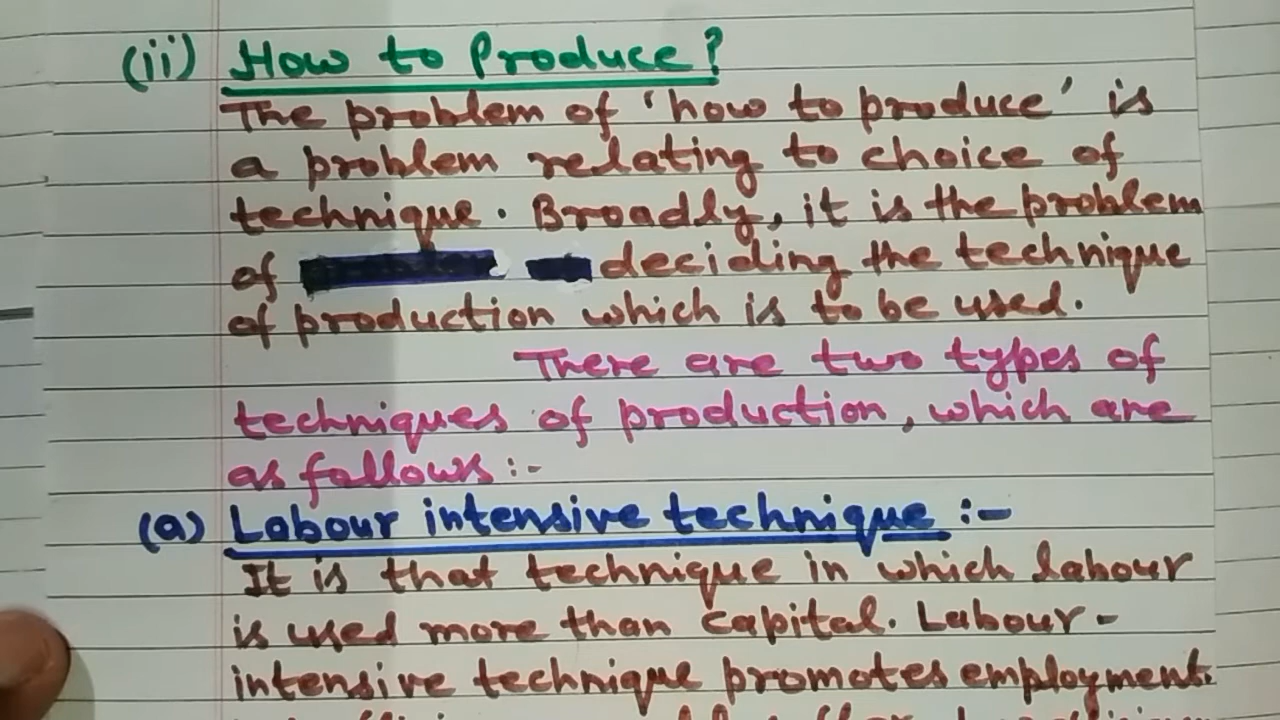 (ii) How to Produce?
The problem of 'how to produce' is
a problem relating to choice of
technique. Broadly, it is the problem
of deciding the technique
of production which is to be used.
There are two types of
techniques of production, which are
as follows :-
(a) Labour intensive technique :-
It is that technique in which labour
is used more than capital. Labour-
intensive technique promotes employment.